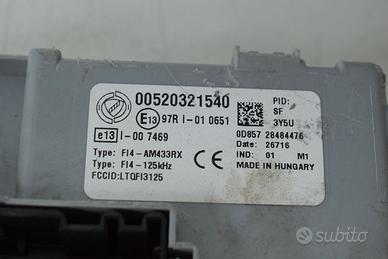 00520321540
PID:
SF
3Y5U
E13 97R I-01 0651
e13 I-00 7469
0D857 28484476
Date: 26716
Type: FI4-AM433RX
Type: FI4-125kHz
IND: 01 M1
CE
MADE IN HUNGARY
FCCID:LTQFI3125
subito